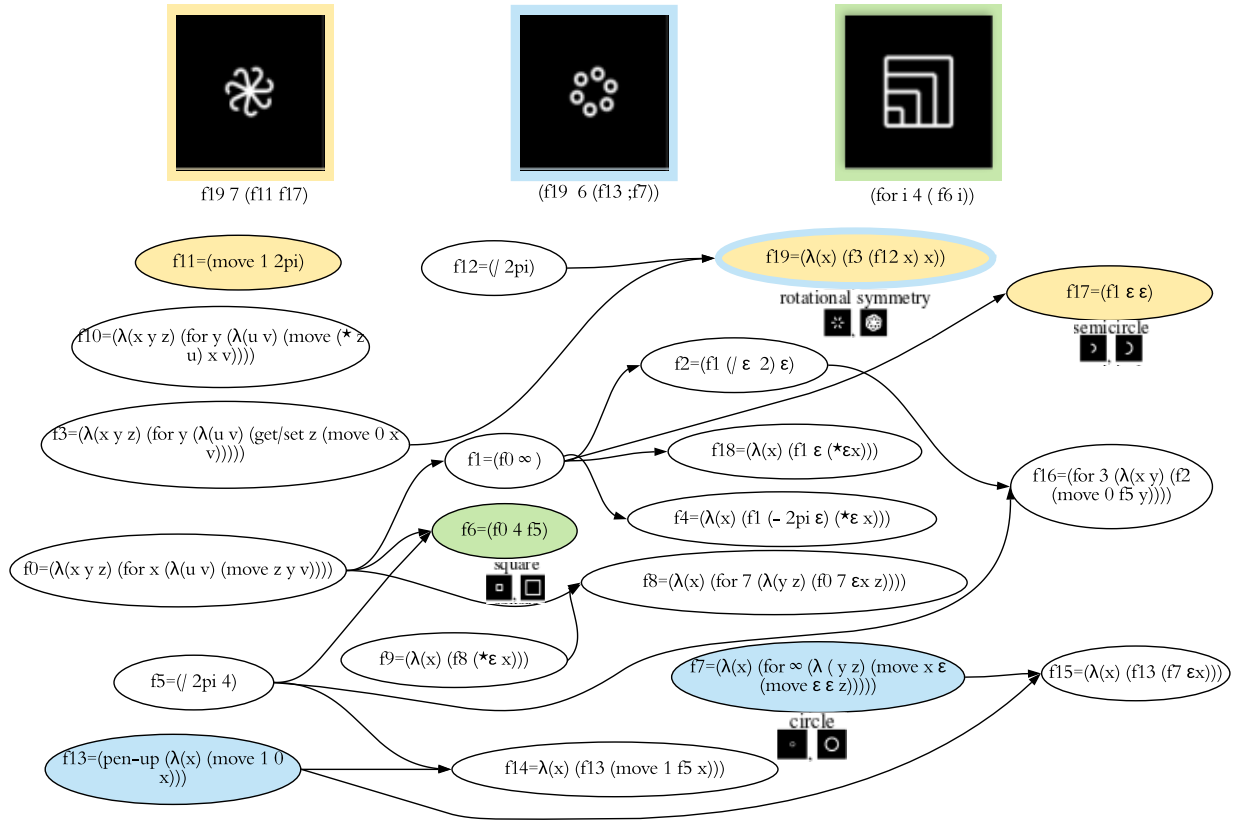 f19 7 (f11 f17)
(f19 6 (f13 ;f7))
(for i 4 ( f6 i))
f11=(move 1 2pi)
f12=(/ 2pi)
f19=(λ(x) (f3 (f12 x) x))
rotational symmetry
f17=(f1 ε ε)
semicircle
f10=(λ(x y z) (for y (λ(u v) (move (* z
u) x v))))
f2=(f1 (/ ε 2) ε)
f3=(λ(x y z) (for y (λ(u v) (get/set z (move 0 x
v)))))
f1=(f0 ∞ )
f18=(λ(x) (f1 ε (*εx)))
f16=(for 3 (λ(x y) (f2
(move 0 f5 y))))
f6=(f0 4 f5)
square
f4=(λ(x) (f1 (- 2pi ε) (*ε x)))
f0=(λ(x y z) (for x (λ(u v) (move z y v))))
f8=(λ(x) (for 7 (λ(y z) (f0 7 εx z))))
f9=(λ(x) (f8 (*ε x)))
f5=(/ 2pi 4)
f7=(λ(x) (for ∞ (λ ( y z) (move x ε
(move ε ε z)))))
circle
f15=(λ(x) (f13 (f7 εx)))
f13=(pen-up (λ(x) (move 1 0
x)))
f14=λ(x) (f13 (move 1 f5 x)))